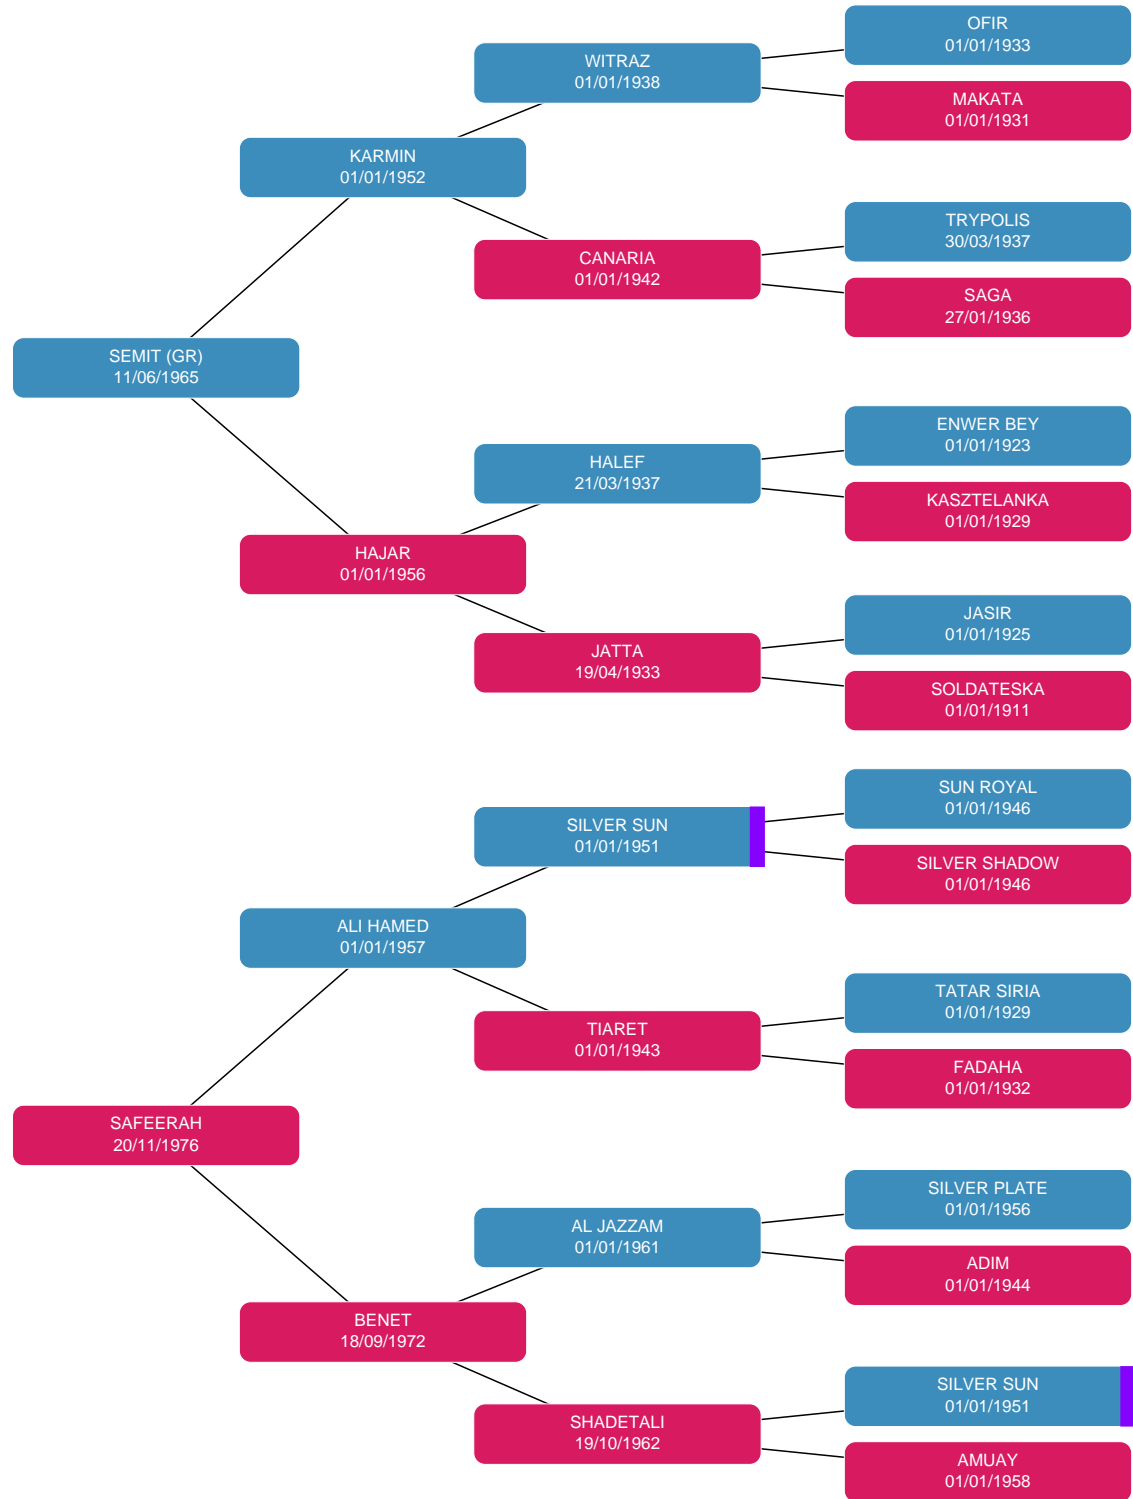 OFIR
01/01/1933
WITRAZ
01/01/1938
MAKATA
01/01/1931
KARMIN
01/01/1952
TRYPOLIS
30/03/1937
CANARIA
01/01/1942
SAGA
27/01/1936
SEMIT (GR)
11/06/1965
ENWER BEY
01/01/1923
HALEF
21/03/1937
KASZTELANKA
01/01/1929
HAJAR
01/01/1956
JASIR
01/01/1925
JATTA
19/04/1933
SOLDATESKA
01/01/1911
SUN ROYAL
01/01/1946
SILVER SUN
01/01/1951
SILVER SHADOW
01/01/1946
ALI HAMED
01/01/1957
TATAR SIRIA
01/01/1929
TIARET
01/01/1943
FADAHA
01/01/1932
SAFEERAH
20/11/1976
SILVER PLATE
01/01/1956
AL JAZZAM
01/01/1961
ADIM
01/01/1944
BENET
18/09/1972
SILVER SUN
01/01/1951
SHADETALI
19/10/1962
AMUAY
01/01/1958